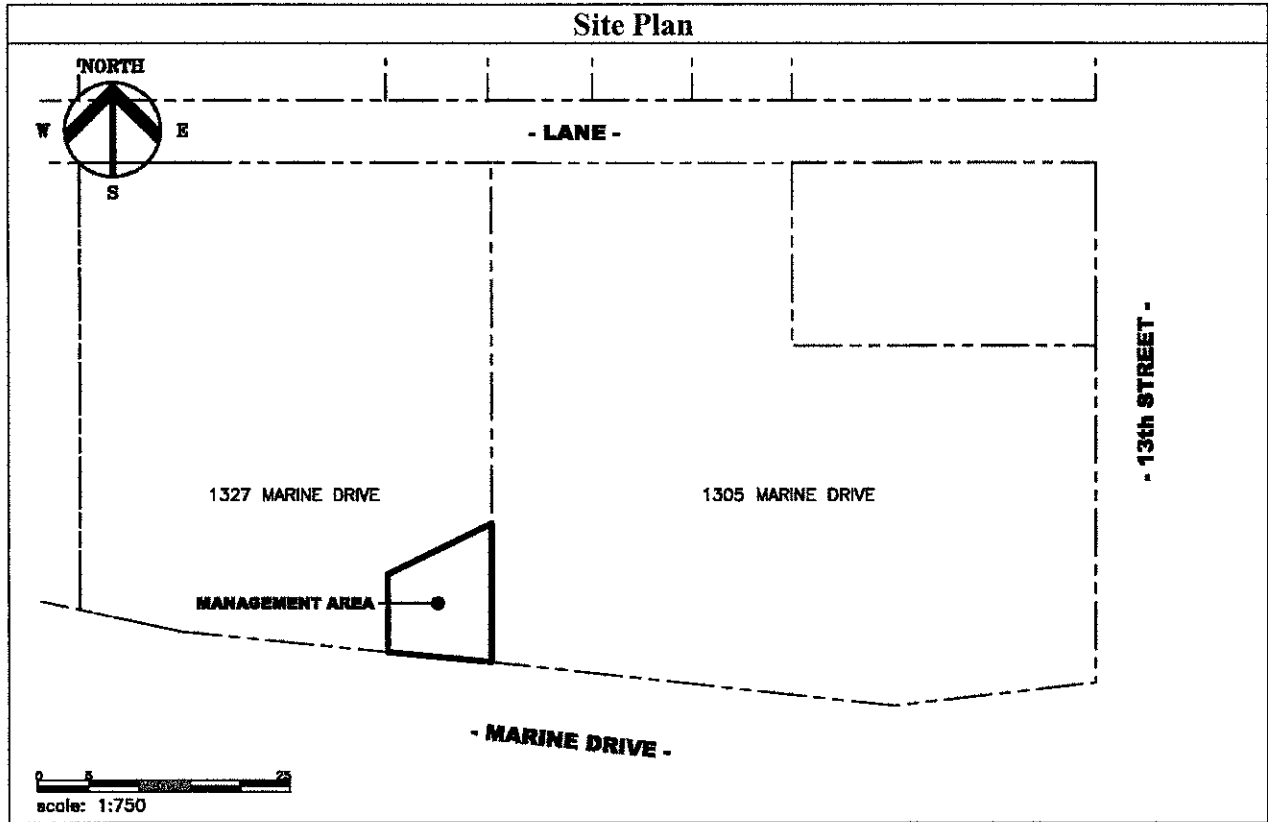 Site Plan
NORTH
W E
S
- LANE -
- 13th STREET -
1327 MARINE DRIVE
1305 MARINE DRIVE
MANAGEMENT AREA
- MARINE DRIVE -
0 5 25
scale: 1:750